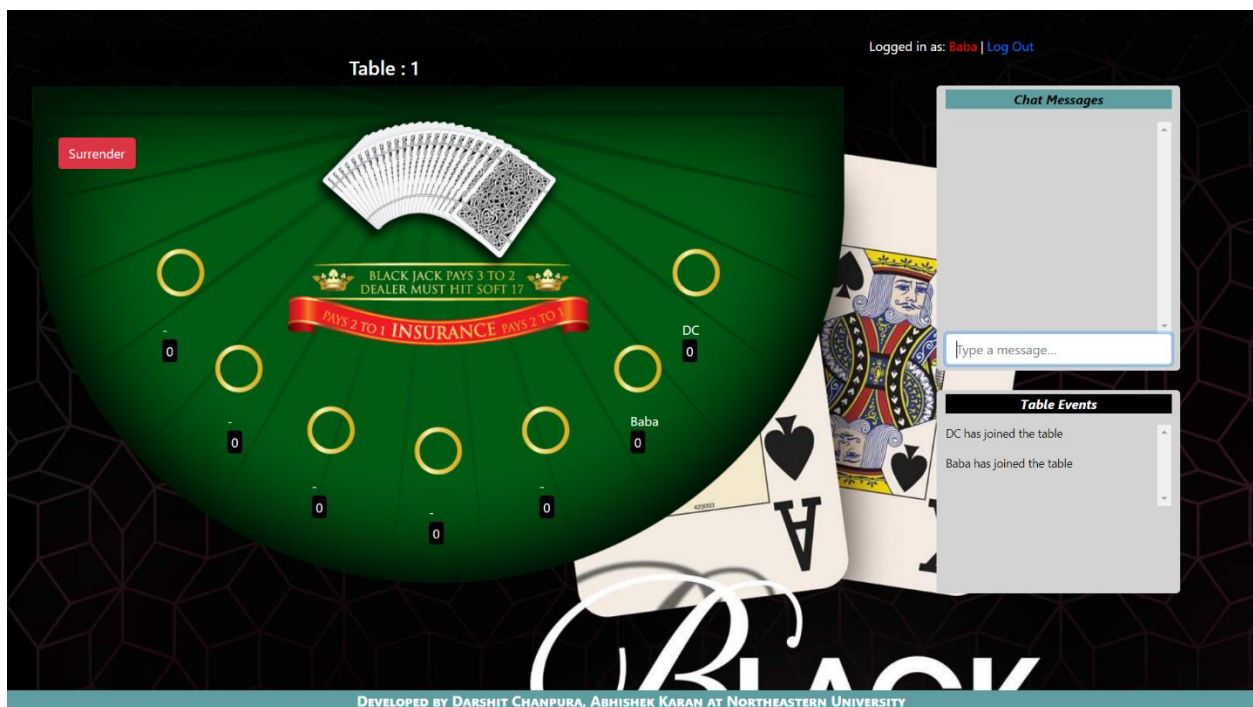 Logged in as: Baba | Log Out
Table : 1
Chat Messages
Surrender
BLACK JACK PAYS 3 TO 2
DEALER MUST HIT SOFT 17
PAYS 2 TO 1 INSURANCE PAYS 2 TO 1
-
0
DC
0
Type a message...
-
0
Baba
0
Table Events
DC has joined the table
Baba has joined the table
-
0
-
0
-
0
423003
A
K
BLACK
DEVELOPED BY DARSHIT CHANPURA, ABHISHEK KARAN AT NORTHEASTERN UNIVERSITY